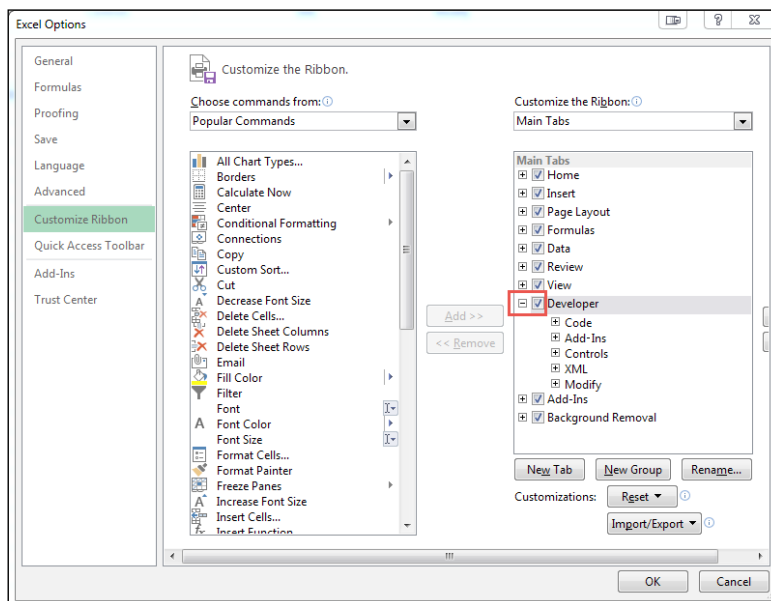 Excel Options
General
Formulas
Proofing
Save
Language
Advanced
Customize Ribbon
Quick Access Toolbar
Add-Ins
Trust Center
Customize the Ribbon.
Choose commands from:
Popular Commands
All Chart Types...
Borders
Calculate Now
Center
Conditional Formatting
Connections
Copy
Custom Sort...
Cut
Decrease Font Size
Delete Cells...
Delete Sheet Columns
Delete Sheet Rows
Email
Fill Color
Filter
Font
Font Color
Font Size
Format Cells...
Format Painter
Freeze Panes
Increase Font Size
Insert Cells...
Insert Function
Add >>
<< Remove
Customize the Ribbon:
Main Tabs
Main Tabs
Home
Insert
Page Layout
Formulas
Data
Review
View
Developer
Code
Add-Ins
Controls
XML
Modify
Add-Ins
Background Removal
New Tab
New Group
Rename...
Customizations:
Reset
Import/Export
OK
Cancel